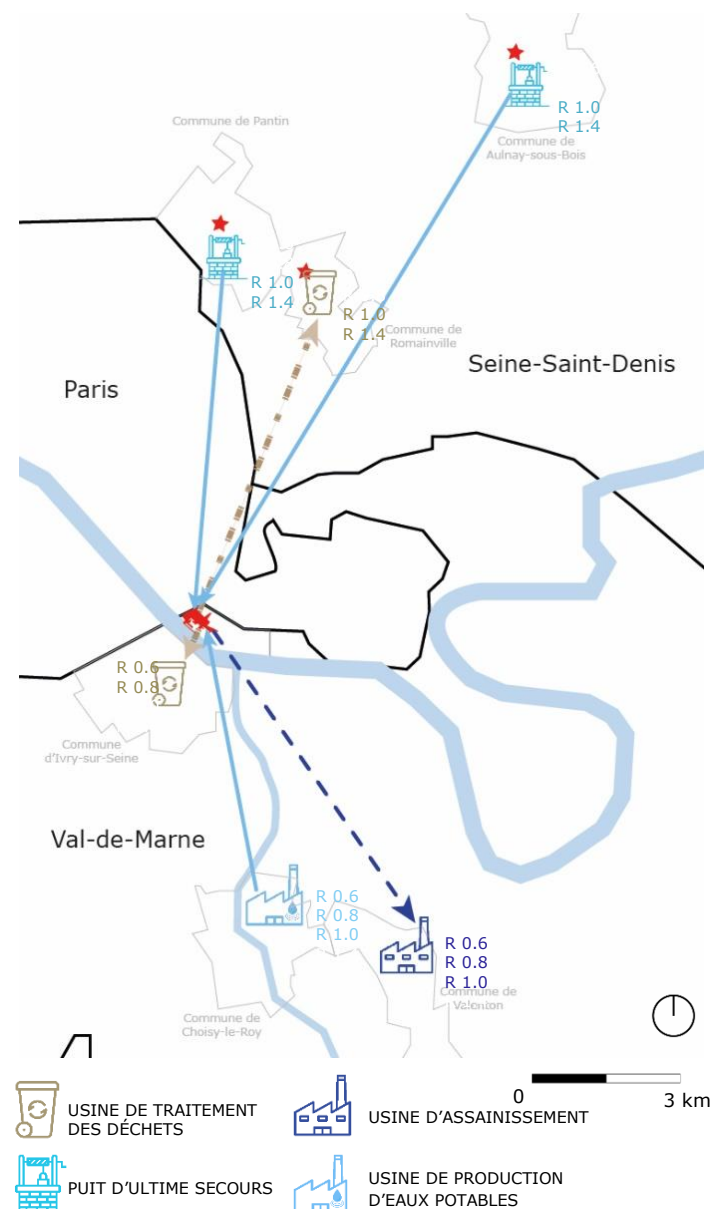 R 1.0
R 1.4
Commune de
Aulnay-sous-Bois
Commune de Pantin
R 1.0
R 1.4
R 1.0
R 1.4
Commune de
Romainville
Seine-Saint-Denis
Paris
R 0.6
R 0.8
Commune
d'Ivry-sur-Seine
Val-de-Marne
R 0.6
R 0.8
R 1.0
R 0.6
R 0.8
R 1.0
Commune de
Valenton
Commune de
Choisy-le-Roy
0
3 km
USINE DE TRAITEMENT
DES DÉCHETS
USINE D'ASSAINISSEMENT
PUIT D'ULTIME SECOURS
USINE DE PRODUCTION
D'EAUX POTABLES